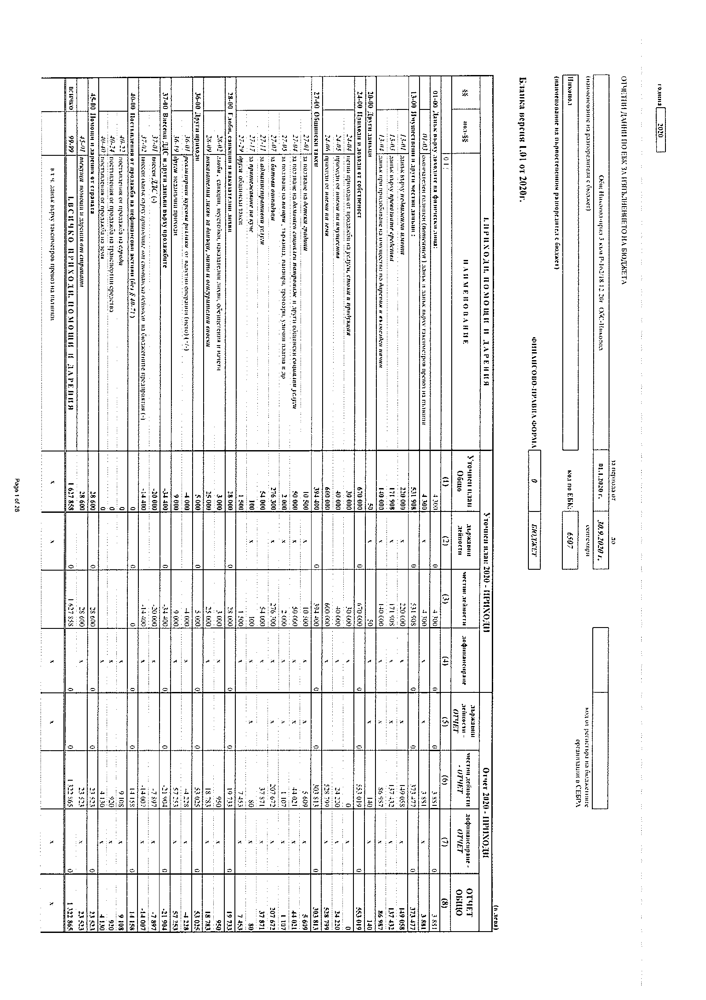 година 2020
ОТЧЕТНИ ДАННИ ПО ЕБК ЗА ИЗПЪЛНЕНИЕТО НА БЮДЖЕТА
за периода от до
Общ Никопол-прил 3 към Р-162/18 12 20г ОбС-Никопол 01.1.2020 г. 30.9.2020 г.
(наименование на разпоредителя с бюджет) септември
код от регистъра на бюджетните организации в СЕБРА
Никопол код по ЕБК: 6507
(наименование на първостепенния разпоредител с бюджет)
ФИНАНСОВО-ПРАВНА ФОРМА 0 БЮДЖЕТ
Бланка версия 1.01 от 2020г.
(в лева)
I. ПРИХОДИ, ПОМОЩИ И ДАРЕНИЯ Уточнен план 2020 - ПРИХОДИ Отчет 2020 - ПРИХОДИ
§§ под-§§ НАИМЕНОВАНИЕ Уточнен план Общо държавни дейности местни дейности дофинансиране държавни дейности - ОТЧЕТ местни дейности - ОТЧЕТ дофинансиране - ОТЧЕТ ОТЧЕТ ОБЩО
(1) (2) (3) (4) (5) (6) (7) (8)
01-00 Данък върху доходите на физически лица: 4 300 0 4 300 0 0 3 881 0 3 881
01-03 окончателен годишен (патентен) данък и данък върху таксиметров превоз на пътници 4 300 x 4 300 x x 3 881 x 3 881
13-00 Имуществени и други местни данъци: 531 908 0 531 908 0 0 373 477 0 373 477
13-01 данък върху недвижими имоти 220 000 x 220 000 x x 149 058 x 149 058
13-03 данък върху превозните средства 171 908 x 171 908 x x 137 432 x 137 432
13-04 данък при придобиване на имущество по дарения и възмезден начин 140 000 x 140 000 x x 86 987 x 86 987
20-00 Други данъци 50 x 50 x x 140 x 140
24-00 Приходи и доходи от собственост 670 000 0 670 000 0 0 553 019 0 553 019
24-04 нетни приходи от продажби на услуги, стоки и продукция 30 000 30 000 x 0 x 0
24-05 приходи от наеми на имущество 40 000 40 000 x 24 220 x 24 220
24-06 приходи от наеми на земя 600 000 600 000 x 528 799 x 528 799
27-00 Общински такси 394 400 0 394 400 0 0 303 813 0 303 813
27-01 за ползване на детски градини 10 500 x 10 500 x x 5 609 x 5 609
27-04 за ползване на домашен социален патронаж и други общински социални услуги 50 000 x 50 000 x x 44 021 x 44 021
27-05 за ползване на пазари, тържища, панаири, тротоари, улични платна и др 2 000 x 2 000 x x 1 107 x 1 107
27-07 за битови отпадъци 276 300 x 276 300 x x 207 672 x 207 672
27-11 за административни услуги 54 000 54 000 x 37 871 x 37 871
27-17 за притежаване на куче 100 x 100 x x 80 x 80
27-29 други общински такси 1 500 1 500 x 7 453 x 7 453
28-00 Глоби, санкции и наказателни лихви 28 000 0 28 000 0 0 19 733 0 19 733
28-02 глоби, санкции, неустойки, наказателни лихви, обезщетения и начети 3 000 3 000 x 950 x 950
28-09 наказателни лихви за данъци, мита и осигурителни вноски 25 000 25 000 x 18 783 x 18 783
36-00 Други приходи 5 000 0 5 000 0 0 53 025 0 53 025
36-01 реализирани курсови разлики от валутни операции (нето) (+/-) -4 000 -4 000 x -4 228 x -4 228
36-19 други неданъчни приходи 9 000 9 000 x 57 253 x 57 253
37-00 Внесени ДДС и други данъци върху продажбите -34 400 0 -34 400 0 0 -21 904 0 -21 904
37-01 внесен ДДС (-) -20 000 -20 000 x -7 897 x -7 897
37-02 внесен данък върху приходите от стопанска дейност на бюджетните предприятия (-) -14 400 -14 400 x -14 007 x -14 007
40-00 Постъпления от продажба на нефинансови активи (без § 40-71) 0 0 0 0 0 14 158 0 14 158
40-22 постъпления от продажба на сгради 0 x 9 108 x 9 108
40-24 постъпления от продажба на транспортни средства 0 x 920 x 920
40-40 постъпления от продажба на земя 0 x 4 130 x 4 130
45-00 Помощи и дарения от страната 28 600 0 28 600 0 0 23 523 0 23 523
45-01 текущи помощи и дарения от страната 28 600 28 600 x 23 523 x 23 523
ВСИЧКО 99-99 I. ВСИЧКО ПРИХОДИ, ПОМОЩИ И ДАРЕНИЯ 1 627 858 0 1 627 858 0 0 1 322 865 0 1 322 865
в т. ч. данък върху таксиметров превоз на пътници x x x x x x
Page 1 of 28